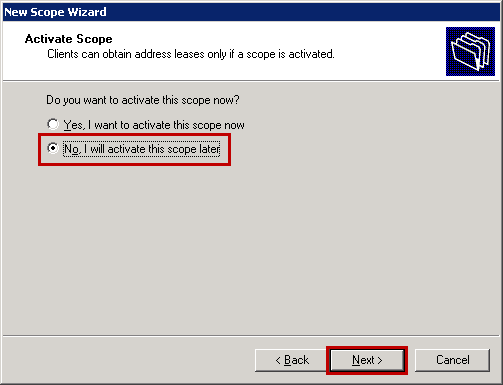 New Scope Wizard
Activate Scope
Clients can obtain address leases only if a scope is activated.
Do you want to activate this scope now?
Yes, I want to activate this scope now
No, I will activate this scope later
< Back
Next >
Cancel